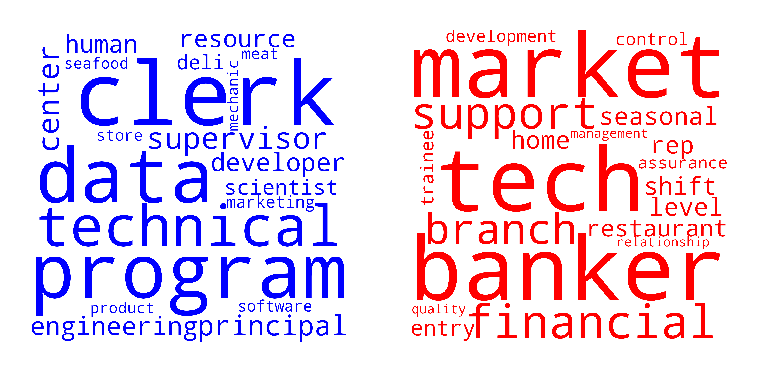 human
resource
meat
seafood
deli
center
clerk
mechanic
store
supervisor
data
developer
scientist
marketing
technical
program
product
software
engineering
principal
development
control
market
support
seasonal
trainee
home
management
rep
tech
assurance
shift
level
branch
restaurant
relationship
banker
quality
entry
financial